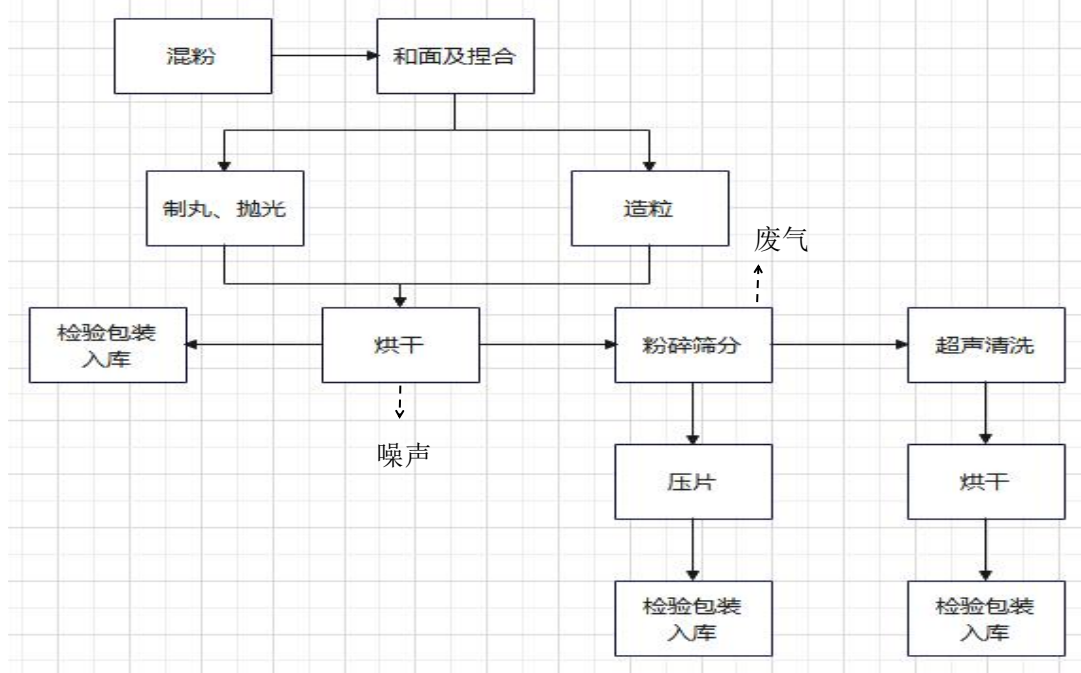 混粉
和面及捏合
制丸、抛光
造粒
废气
检验包装
入库
烘干
粉碎筛分
超声清洗
噪声
压片
烘干
检验包装
入库
检验包装
入库